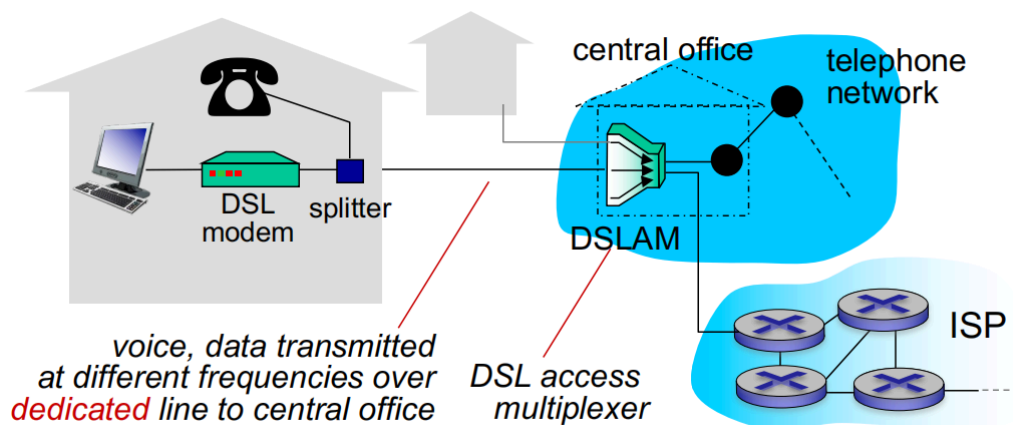 central office
telephone
network
DSL
modem
splitter
DSLAM
ISP
voice, data transmitted
at different frequencies over
dedicated line to central office
DSL access
multiplexer